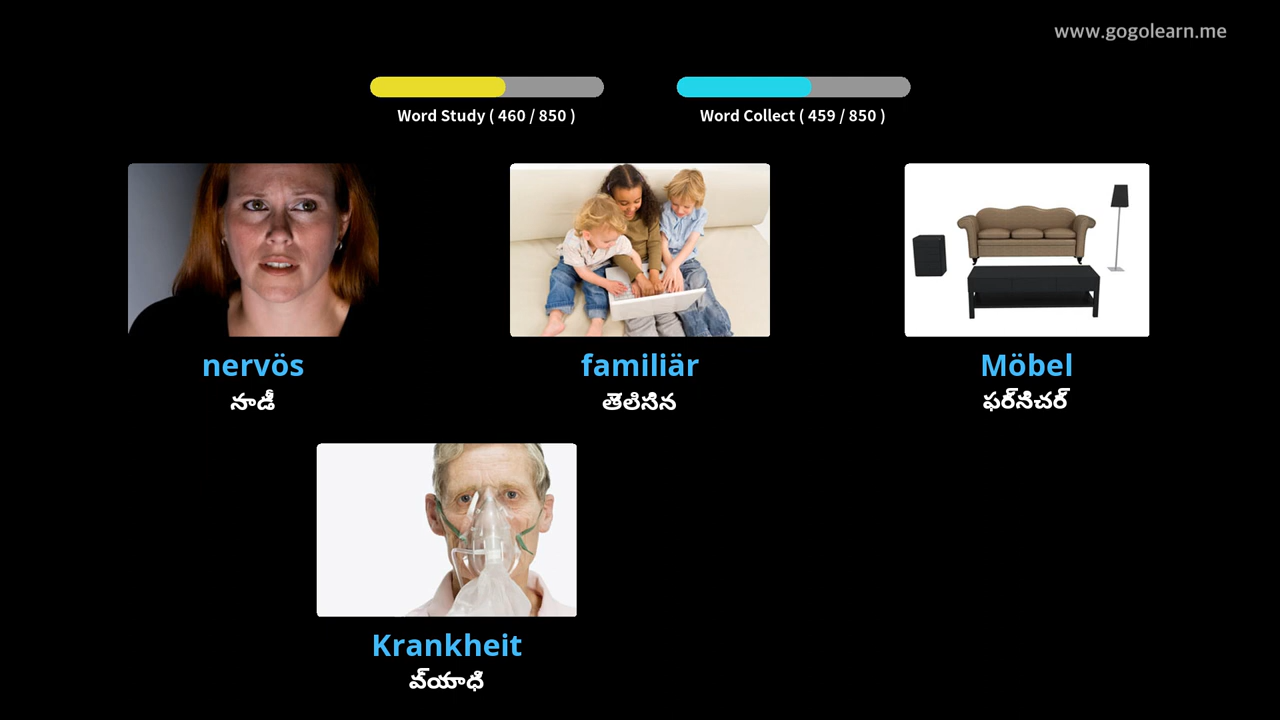 www.gogolearn.me
Word Study ( 460 / 850 )
Word Collect ( 459 / 850 )
nervös
నాడీ
familiär
తెలిసిన
Möbel
ఫర్నిచర్
Krankheit
వ్యాధి